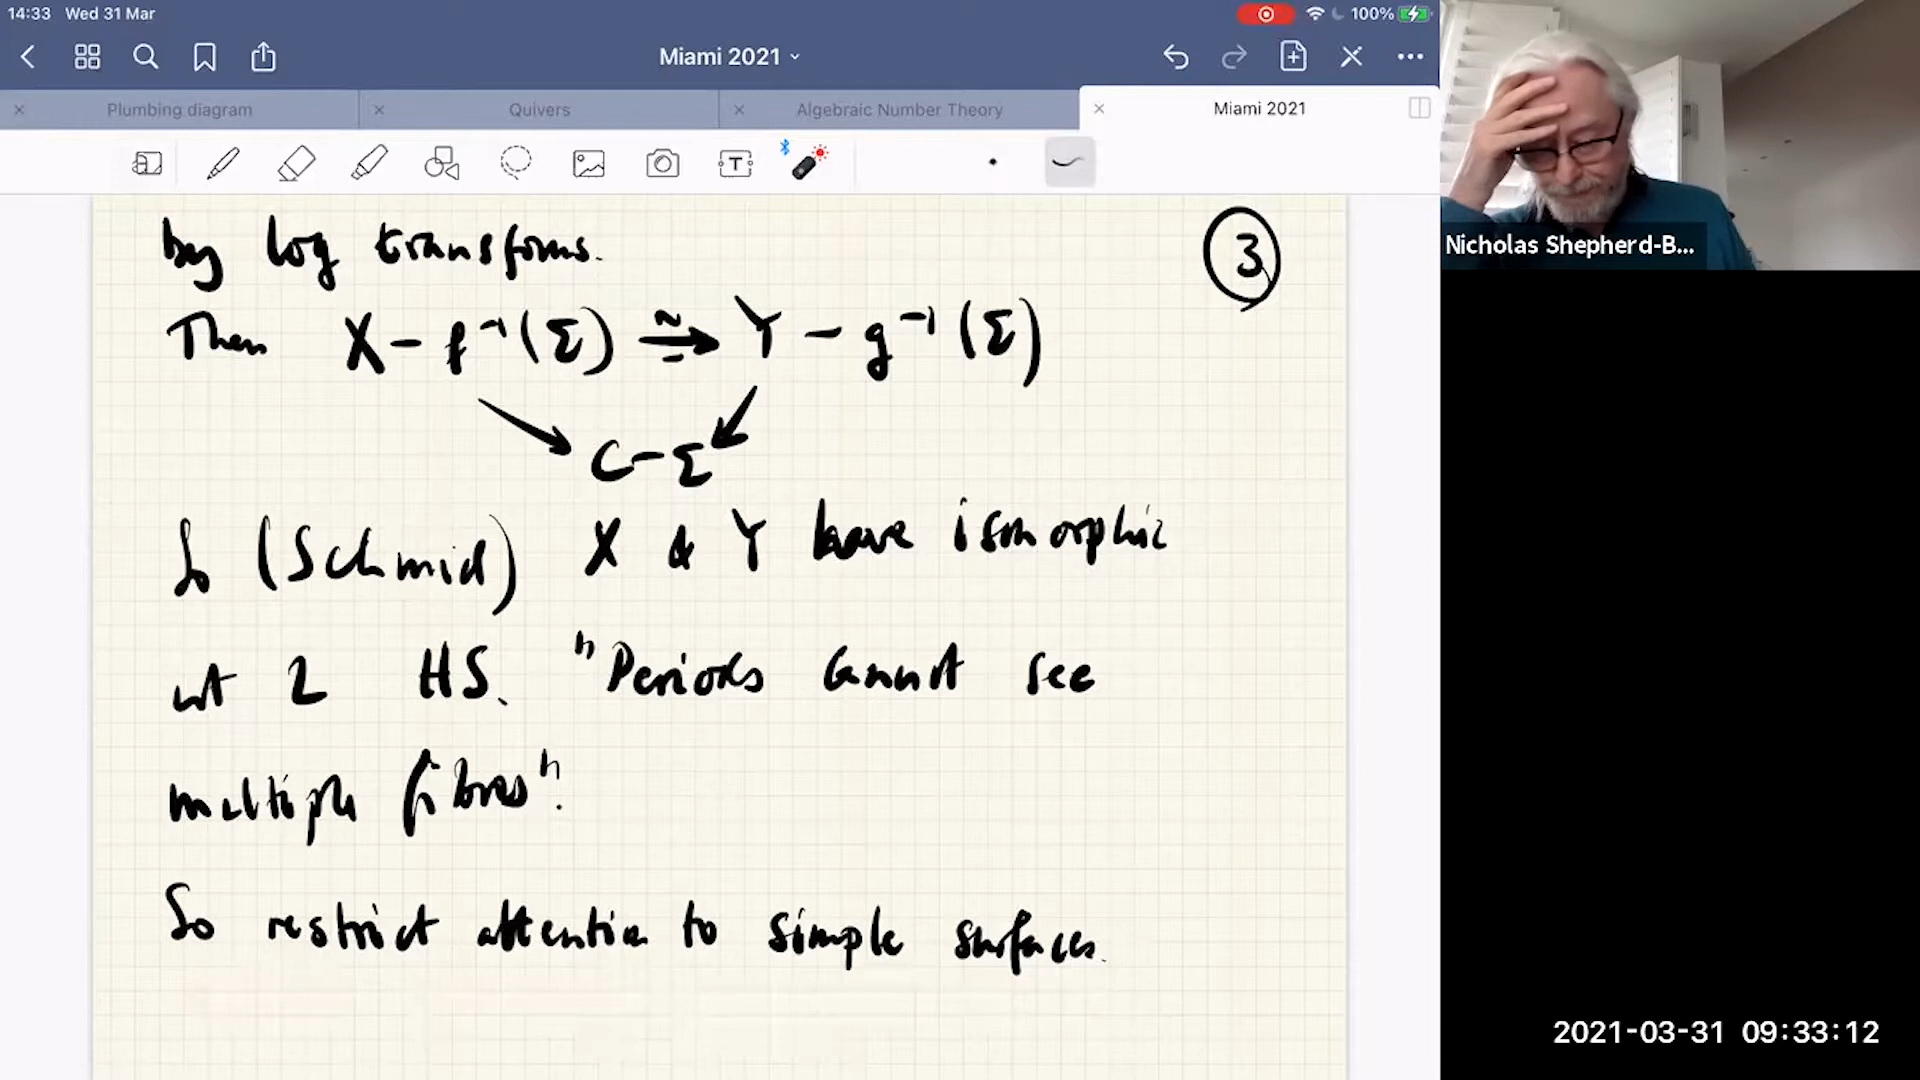 14:33 Wed 31 Mar
100%
Miami 2021
Plumbing diagram
Quivers
Algebraic Number Theory
Miami 2021
by log transforms.
3
Then X - f⁻¹(Σ) ≅→ Y - g⁻¹(Σ)
C - Σ
So (Schmid) X & Y have isomorphic
wt 2 HS. "Periods cannot see
multiple fibres".
So restrict attention to simple surfaces.
Nicholas Shepherd-B...
2021-03-31 09:33:12